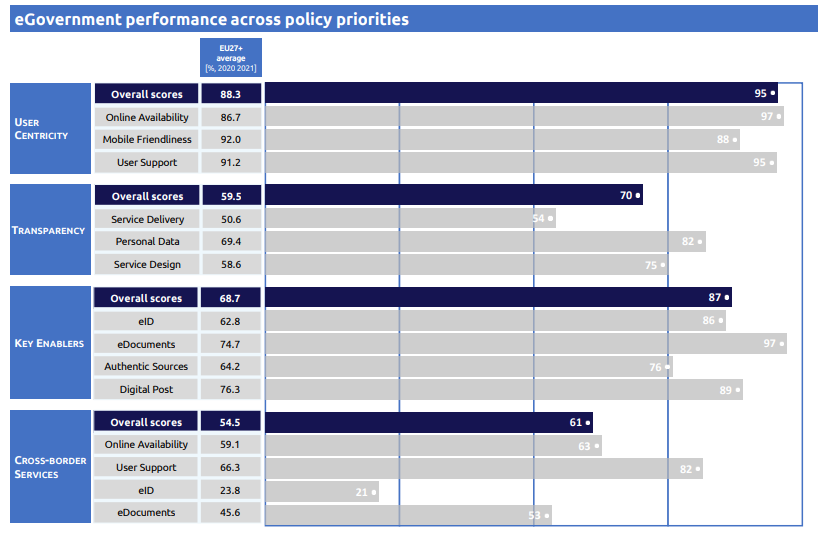 eGovernment performance across policy priorities
EU27+
average
[%, 2020 2021]
USER
CENTRICITY
Overall scores 88.3 95
Online Availability 86.7 97
Mobile Friendliness 92.0 88
User Support 91.2 95
TRANSPARENCY
Overall scores 59.5 70
Service Delivery 50.6 54
Personal Data 69.4 82
Service Design 58.6 75
KEY ENABLERS
Overall scores 68.7 87
eID 62.8 86
eDocuments 74.7 97
Authentic Sources 64.2 76
Digital Post 76.3 89
CROSS-BORDER
SERVICES
Overall scores 54.5 61
Online Availability 59.1 63
User Support 66.3 82
eID 23.8 21
eDocuments 45.6 53